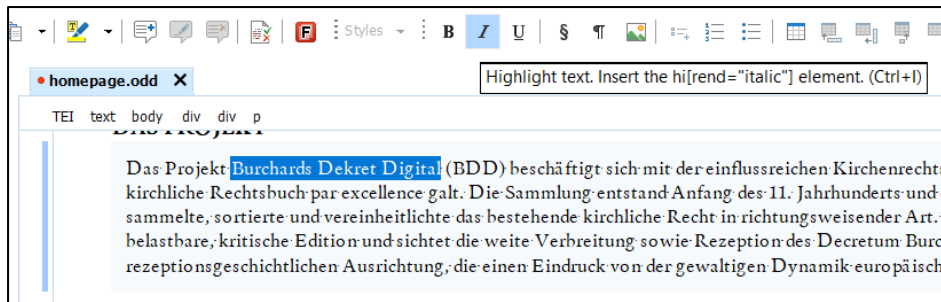 Styles B I U § ¶
homepage.odd
Highlight text. Insert the hi[rend="italic"] element. (Ctrl+I)
TEI text body div div p
DAS PROJEKT
Das Projekt Burchards Dekret Digital (BDD) beschäftigt sich mit der einflussreichen Kirchenrechts
kirchliche Rechtsbuch par excellence galt. Die Sammlung entstand Anfang des 11. Jahrhunderts und
sammelte, sortierte und vereinheitlichte das bestehende kirchliche Recht in richtungsweisender Art.
belastbare, kritische Edition und sichtet die weite Verbreitung sowie Rezeption des Decretum Burc
rezeptionsgeschichtlichen Ausrichtung, die einen Eindruck von der gewaltigen Dynamik europäisch